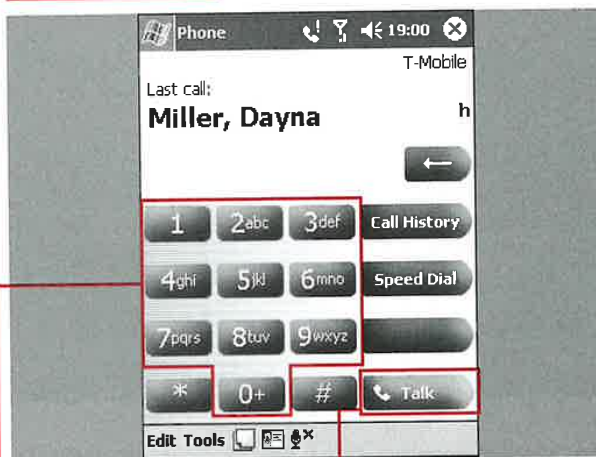 Phone 19:00
T-Mobile
Last call:
Miller, Dayna h
1 2abc 3def Call History
4ghi 5jkl 6mno Speed Dial
7pqrs 8tuv 9wxyz
* 0+ # Talk
Edit Tools